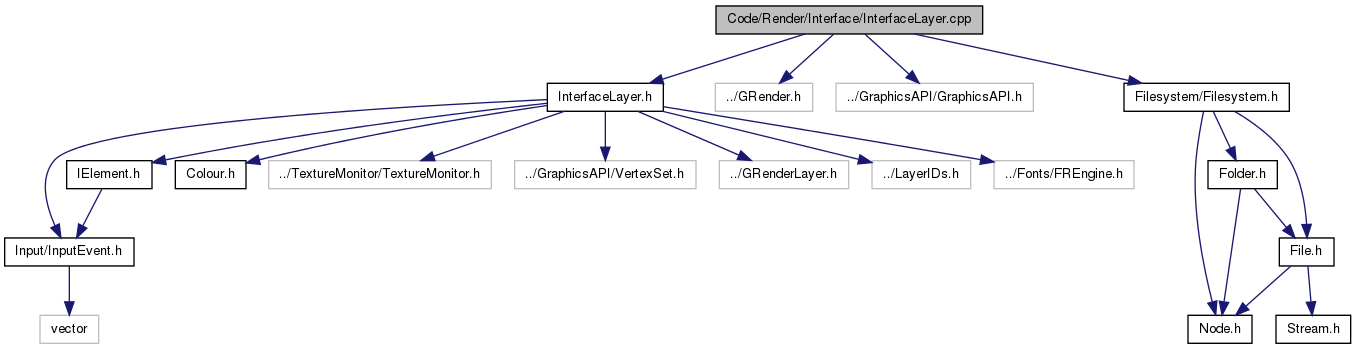 Code/Render/Interface/InterfaceLayer.cpp
InterfaceLayer.h
../GRender.h
../GraphicsAPI/GraphicsAPI.h
Filesystem/Filesystem.h
IElement.h
Colour.h
../TextureMonitor/TextureMonitor.h
../GraphicsAPI/VertexSet.h
../GRenderLayer.h
../LayerIDs.h
../Fonts/FREngine.h
Folder.h
Input/InputEvent.h
File.h
vector
Node.h
Stream.h